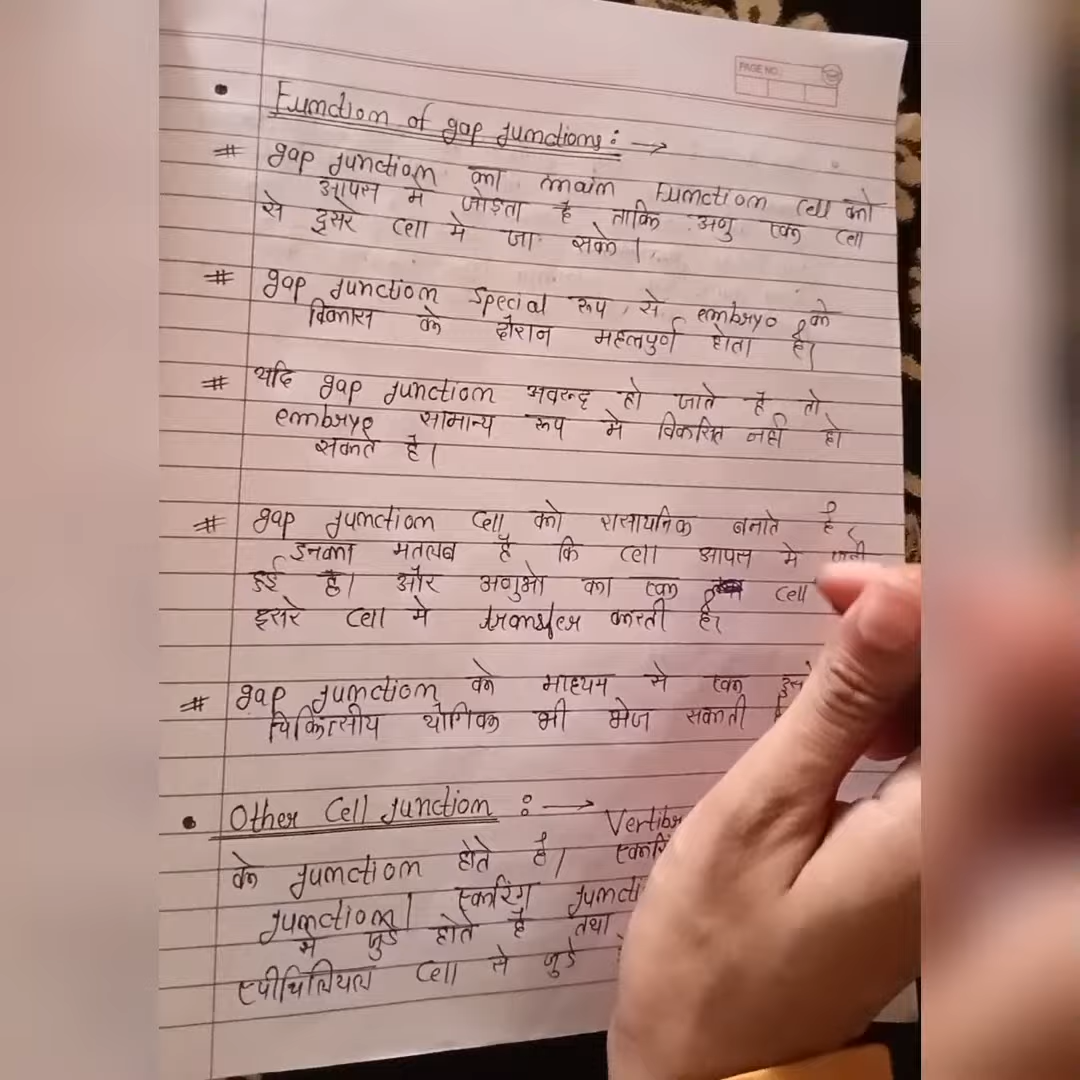 PAGE NO.
• Function of gap junctions : →
# gap junction का main Function cell को
आपस मे जोड़ता है ताकि अणु एक cell
से दुसरे cell मे जा सके।
# gap junction special रूप से embryo के
विकास के दौरान महत्वपुर्ण होता है।
# यदि gap junction अवरुद्द हो जाते है तो
embryo सामान्य रूप मे विकसित नही हो
सकते है।
# gap junction cell को रासायनिक बनाते है
इनका मतलब है कि cell आपस मे
हुई है। और अणुओ का एक cell
दुसरे cell मे transfer करती है।
# gap junction के माध्यम से एक
चिकित्सीय यौगिक भी भेज सकती
• Other Cell junction : →
के junction होते है।
junction। एकरिंग
मे जुडे होते है तथा
एपीथिलियल cell से जुडे